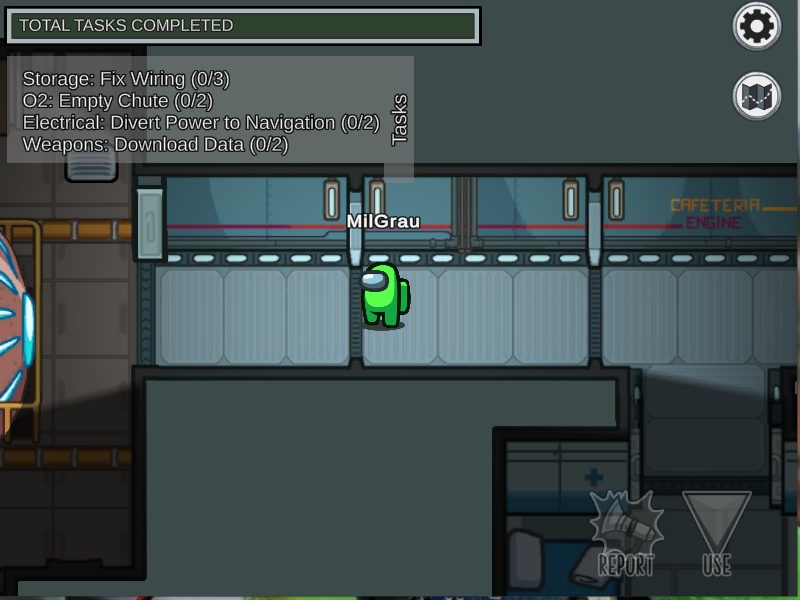 TOTAL TASKS COMPLETED
Storage: Fix Wiring (0/3)
O2: Empty Chute (0/2)
Electrical: Divert Power to Navigation (0/2)
Weapons: Download Data (0/2)
Tasks
MilGrau
CAFETERIA
ENGINE
REPORT
USE